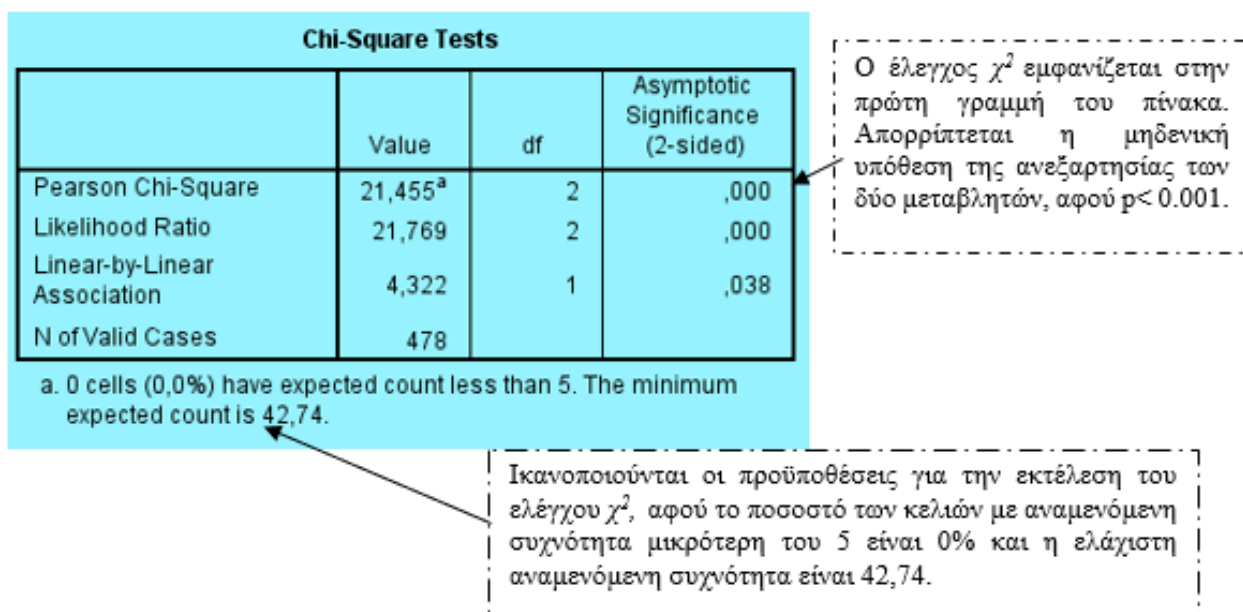 Chi-Square Tests
Value df Asymptotic Significance (2-sided)
Pearson Chi-Square 21,455a 2 ,000
Likelihood Ratio 21,769 2 ,000
Linear-by-Linear Association 4,322 1 ,038
N of Valid Cases 478
a. 0 cells (0,0%) have expected count less than 5. The minimum
expected count is 42,74.
Ο έλεγχος χ² εμφανίζεται στην
πρώτη γραμμή του πίνακα.
Απορρίπτεται η μηδενική
υπόθεση της ανεξαρτησίας των
δύο μεταβλητών, αφού p< 0.001.
Ικανοποιούνται οι προϋποθέσεις για την εκτέλεση του
ελέγχου χ², αφού το ποσοστό των κελιών με αναμενόμενη
συχνότητα μικρότερη του 5 είναι 0% και η ελάχιστη
αναμενόμενη συχνότητα είναι 42,74.